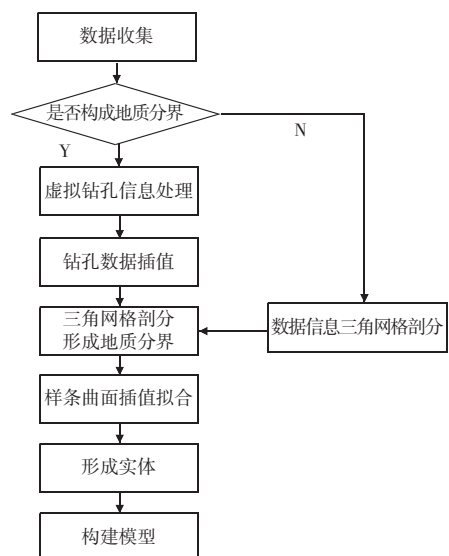 数据收集
是否构成地质分界
N
Y
虚拟钻孔信息处理
钻孔数据插值
三角网格剖分
形成地质分界
数据信息三角网格剖分
样条曲面插值拟合
形成实体
构建模型